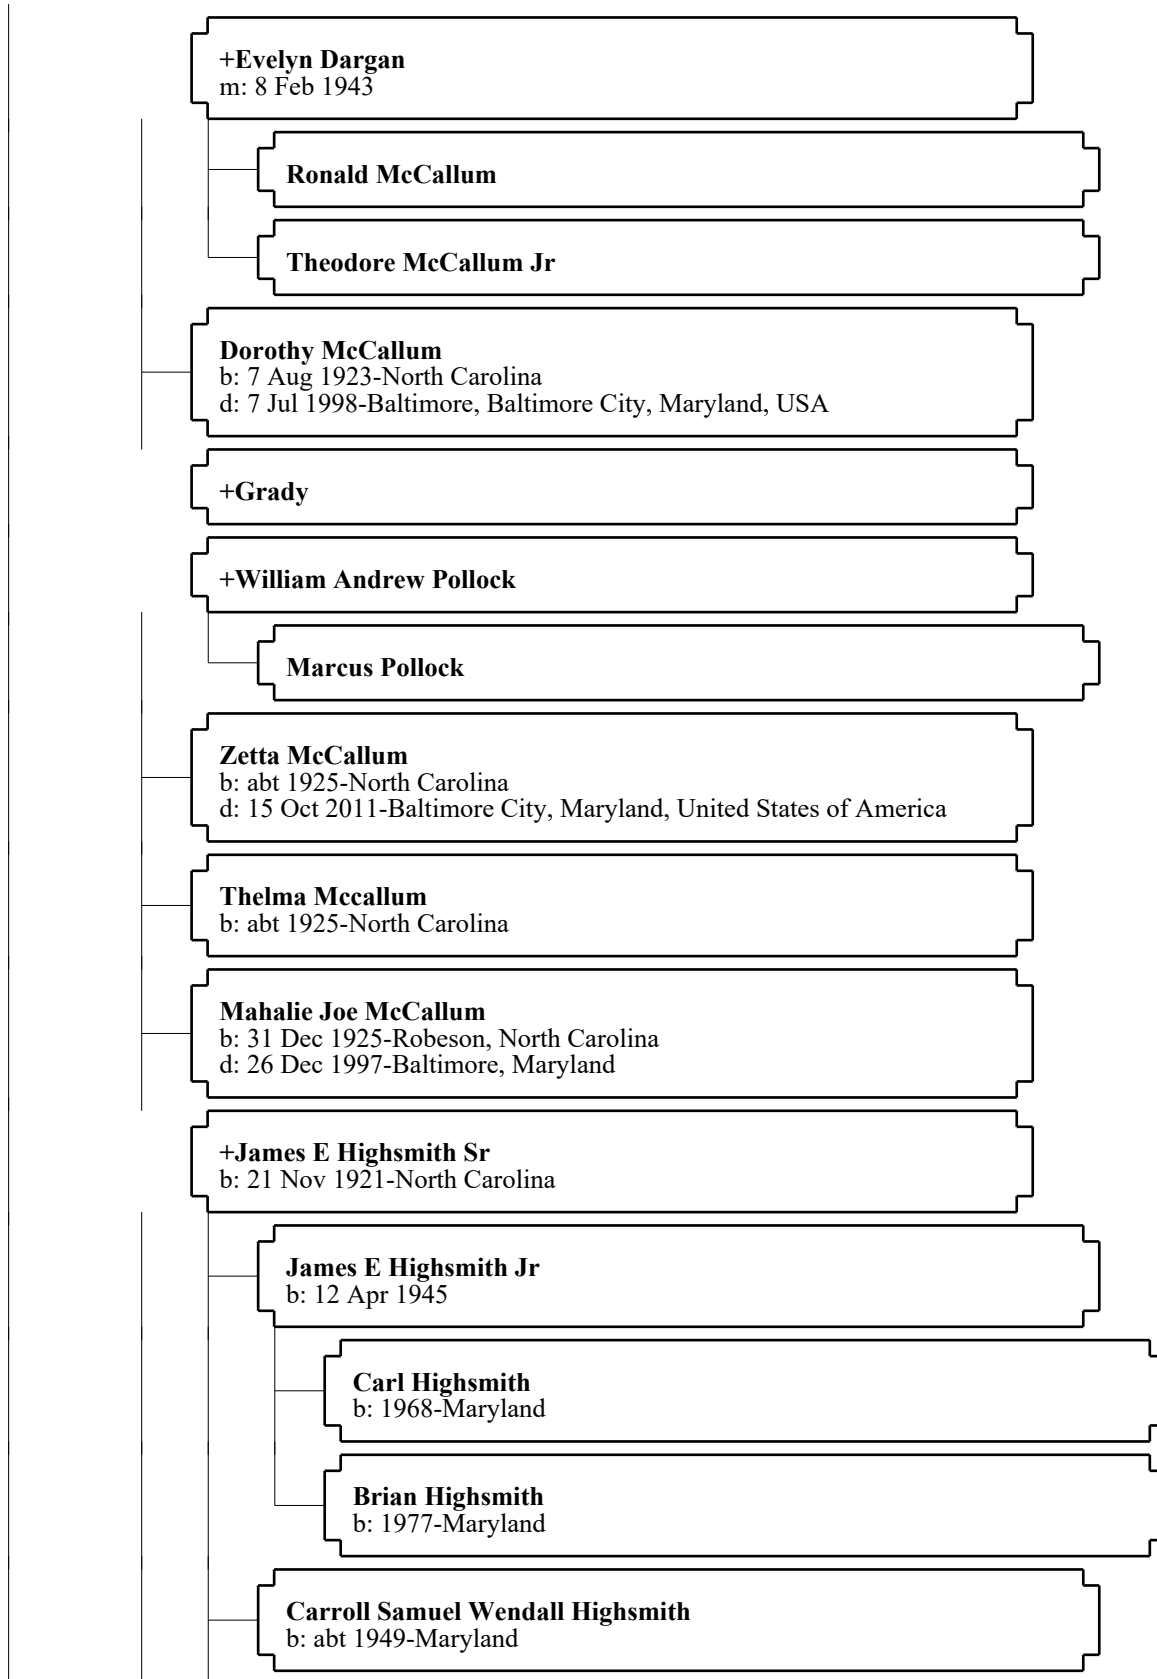 +Evelyn Dargan
m: 8 Feb 1943
Ronald McCallum
Theodore McCallum Jr
Dorothy McCallum
b: 7 Aug 1923-North Carolina
d: 7 Jul 1998-Baltimore, Baltimore City, Maryland, USA
+Grady
+William Andrew Pollock
Marcus Pollock
Zetta McCallum
b: abt 1925-North Carolina
d: 15 Oct 2011-Baltimore City, Maryland, United States of America
Thelma Mccallum
b: abt 1925-North Carolina
Mahalie Joe McCallum
b: 31 Dec 1925-Robeson, North Carolina
d: 26 Dec 1997-Baltimore, Maryland
+James E Highsmith Sr
b: 21 Nov 1921-North Carolina
James E Highsmith Jr
b: 12 Apr 1945
Carl Highsmith
b: 1968-Maryland
Brian Highsmith
b: 1977-Maryland
Carroll Samuel Wendall Highsmith
b: abt 1949-Maryland